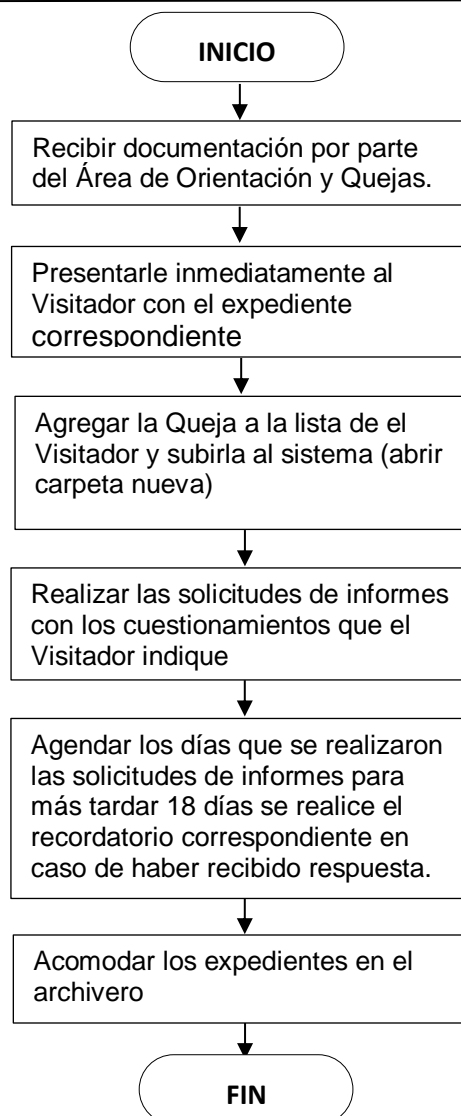 INICIO
Recibir documentación por parte
del Área de Orientación y Quejas.
Presentarle inmediatamente al
Visitador con el expediente
correspondiente
Agregar la Queja a la lista de el
Visitador y subirla al sistema (abrir
carpeta nueva)
Realizar las solicitudes de informes
con los cuestionamientos que el
Visitador indique
Agendar los días que se realizaron
las solicitudes de informes para
más tardar 18 días se realice el
recordatorio correspondiente en
caso de haber recibido respuesta.
Acomodar los expedientes en el
archivero
FIN